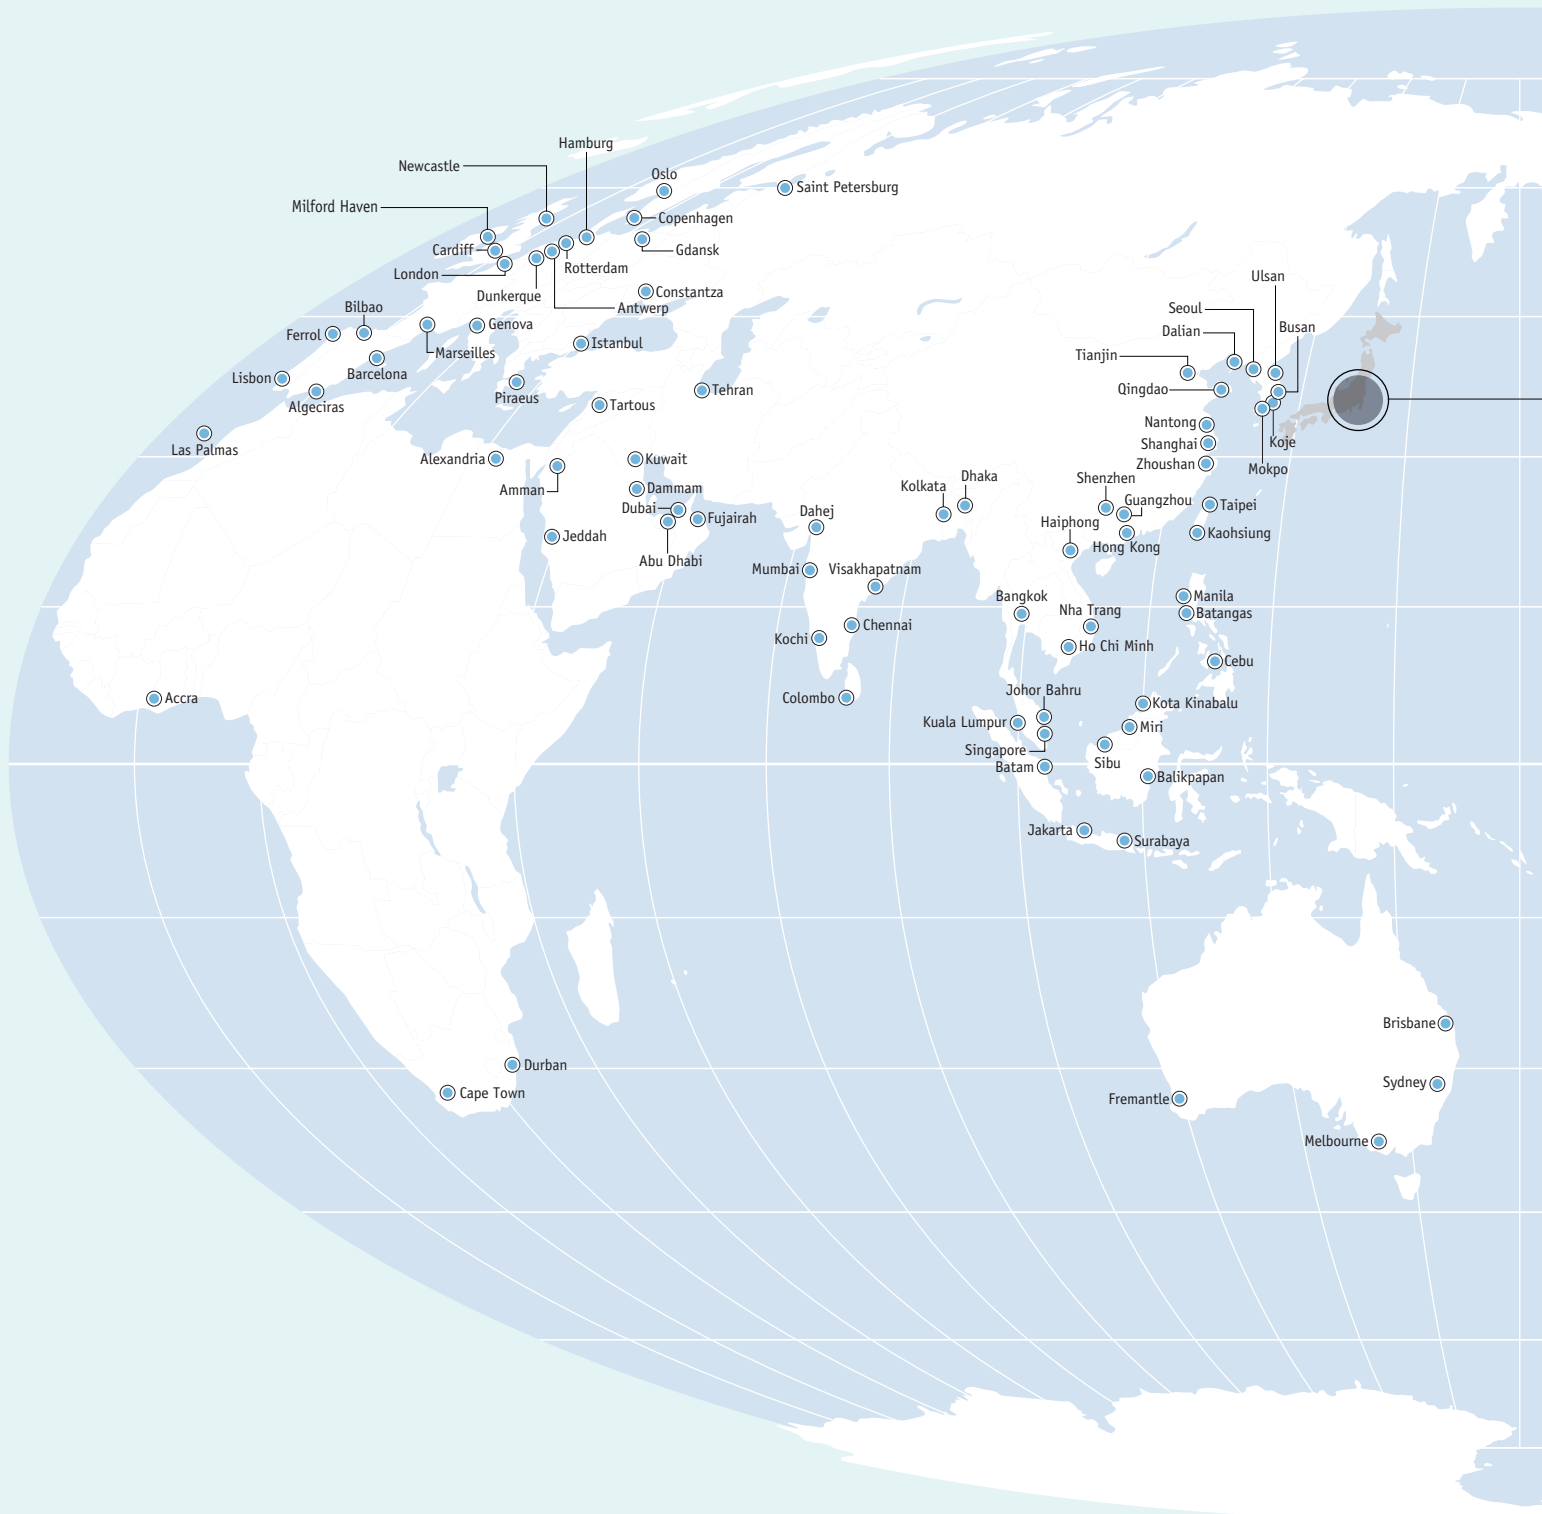 Hamburg
Newcastle
Oslo
Saint Petersburg
Milford Haven
Copenhagen
Cardiff
Gdansk
Rotterdam
London
Ulsan
Dunkerque
Constantza
Bilbao
Antwerp
Seoul
Genova
Busan
Ferrol
Dalian
Istanbul
Marseilles
Tianjin
Barcelona
Lisbon
Tehran
Qingdao
Piraeus
Algeciras
Tartous
Nantong
Koje
Shanghai
Las Palmas
Alexandria
Kuwait
Zhoushan
Mokpo
Dhaka
Shenzhen
Kolkata
Amman
Dammam
Guangzhou
Taipei
Dubai
Dahej
Fujairah
Haiphong
Kaohsiung
Jeddah
Hong Kong
Abu Dhabi
Mumbai
Visakhapatnam
Bangkok
Manila
Nha Trang
Batangas
Chennai
Kochi
Ho Chi Minh
Cebu
Johor Bahru
Accra
Colombo
Kota Kinabalu
Kuala Lumpur
Miri
Singapore
Sibu
Batam
Balikpapan
Jakarta
Surabaya
Brisbane
Durban
Sydney
Cape Town
Fremantle
Melbourne